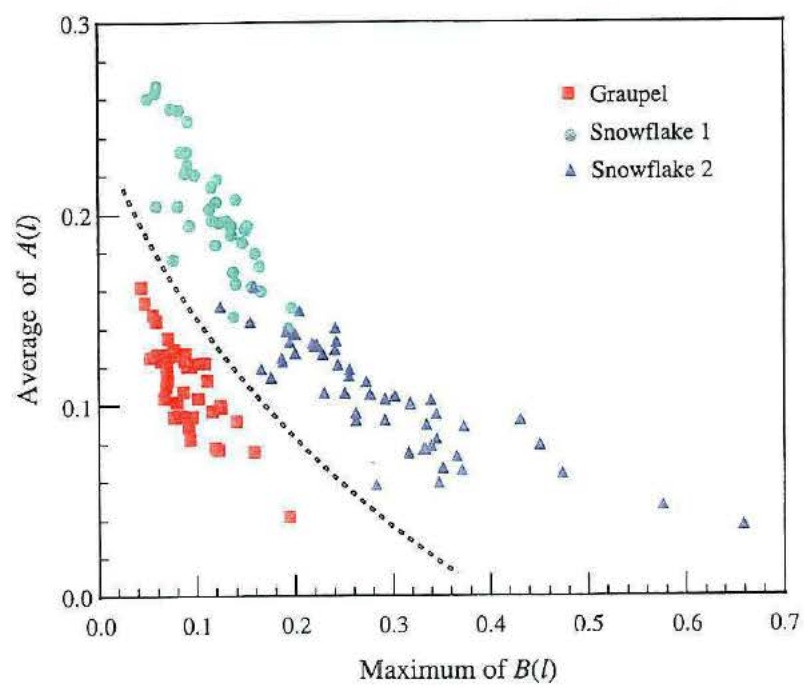 0.3
0.2
0.1
0.0
Average of A(l)
Graupel
Snowflake 1
Snowflake 2
0.0 0.1 0.2 0.3 0.4 0.5 0.6 0.7
Maximum of B(l)